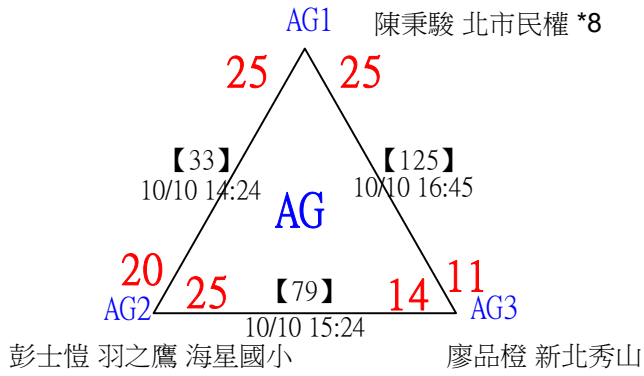 AG1 陳秉駿 北市民權 *8
25 25
【33】 【125】
10/10 14:24 10/10 16:45
AG
20 25 【79】 14 11
AG2 10/10 15:24 AG3
彭士愷 羽之鷹 海星國小 廖品橙 新北秀山